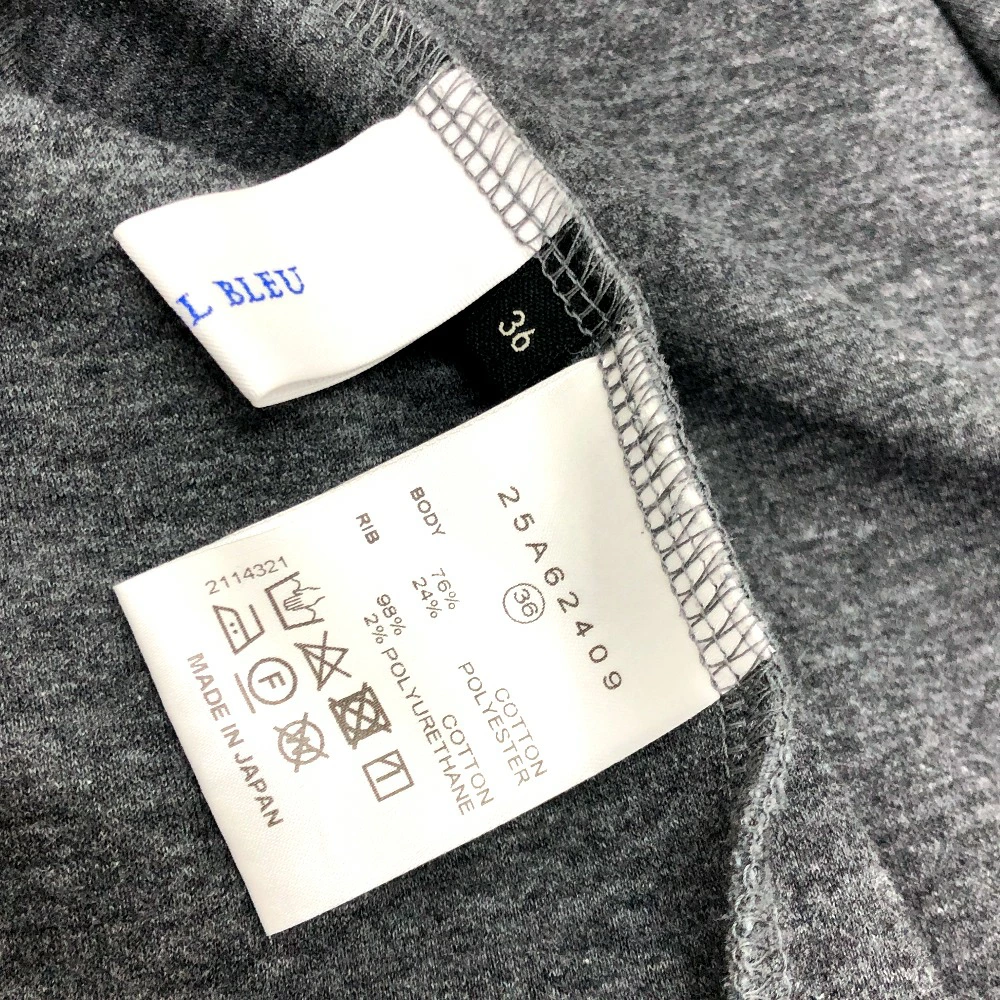 L BLEU
36
25A62409
36
BODY 76% COTTON
24% POLYESTER
RIB 98% COTTON
2% POLYURETHANE
2114321
F
MADE IN JAPAN